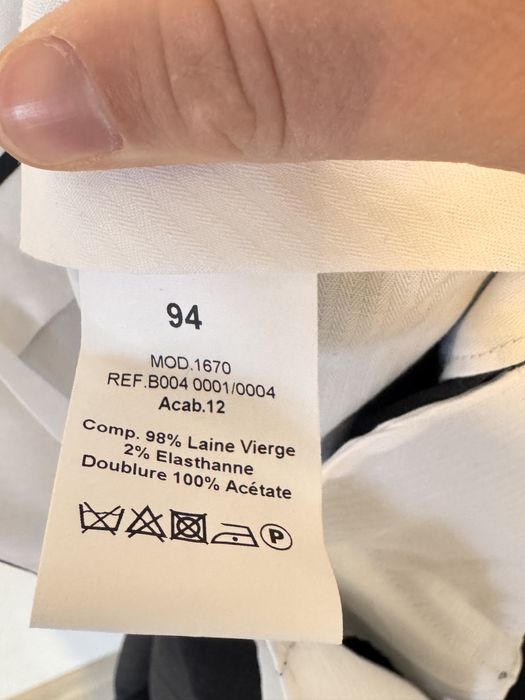 94
MOD.1670
REF.B004 0001/0004
Acab.12
Comp. 98% Laine Vierge
2% Elasthanne
Doublure 100% Acétate
P